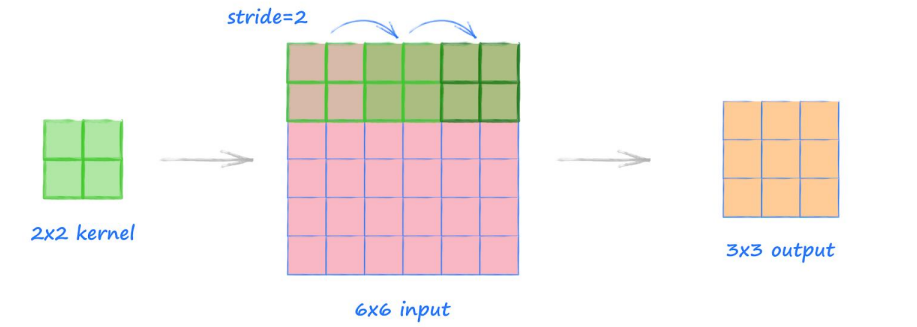 stride=2
2x2 kernel
6x6 input
3x3 output